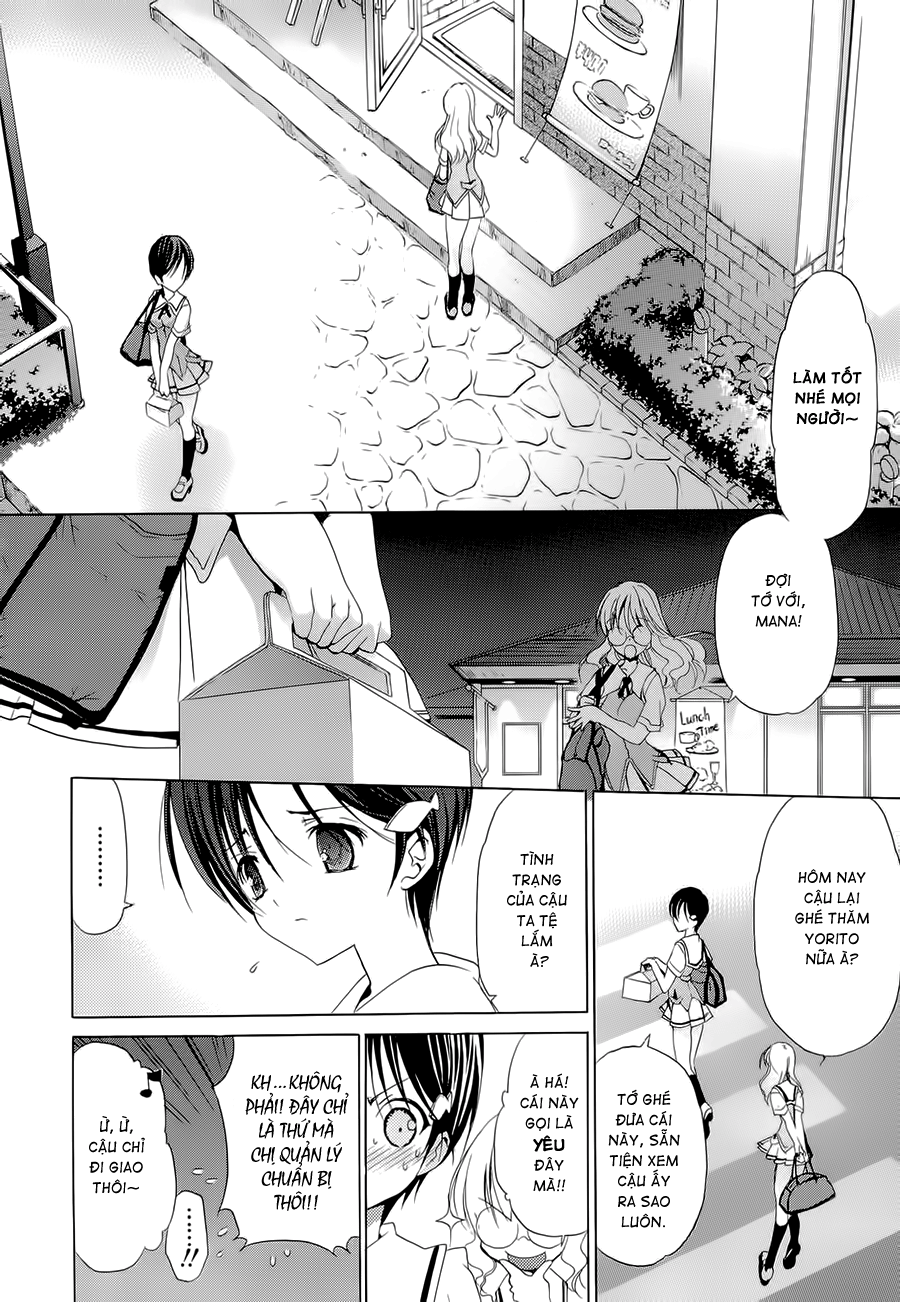 LÀM TỐT
NHÉ MỌI
NGƯỜI~
ĐỢI
TỚ VỚI,
MANA!
Lunch
Time
HÔM NAY
CẬU LẠI
GHÉ THĂM
YORITO
NỮA À?
TỚ GHÉ
ĐƯA CÁI
NÀY, SẴN
TIỆN XEM
CẬU ẤY
RA SAO
LUÔN.
TÌNH
TRẠNG
CỦA CẬU
TA TỆ
LẮM
À?
........
À HÁ!
CÁI NÀY
GỌI LÀ
YÊU
ĐÂY
MÀ!!
KH...KHÔNG
PHẢI! ĐÂY CHỈ
LÀ THỨ MÀ
CHỊ QUẢN LÝ
CHUẨN BỊ
THÔI!!
Ừ, Ừ,
CẬU CHỈ
ĐI GIAO
THÔI~
......!!